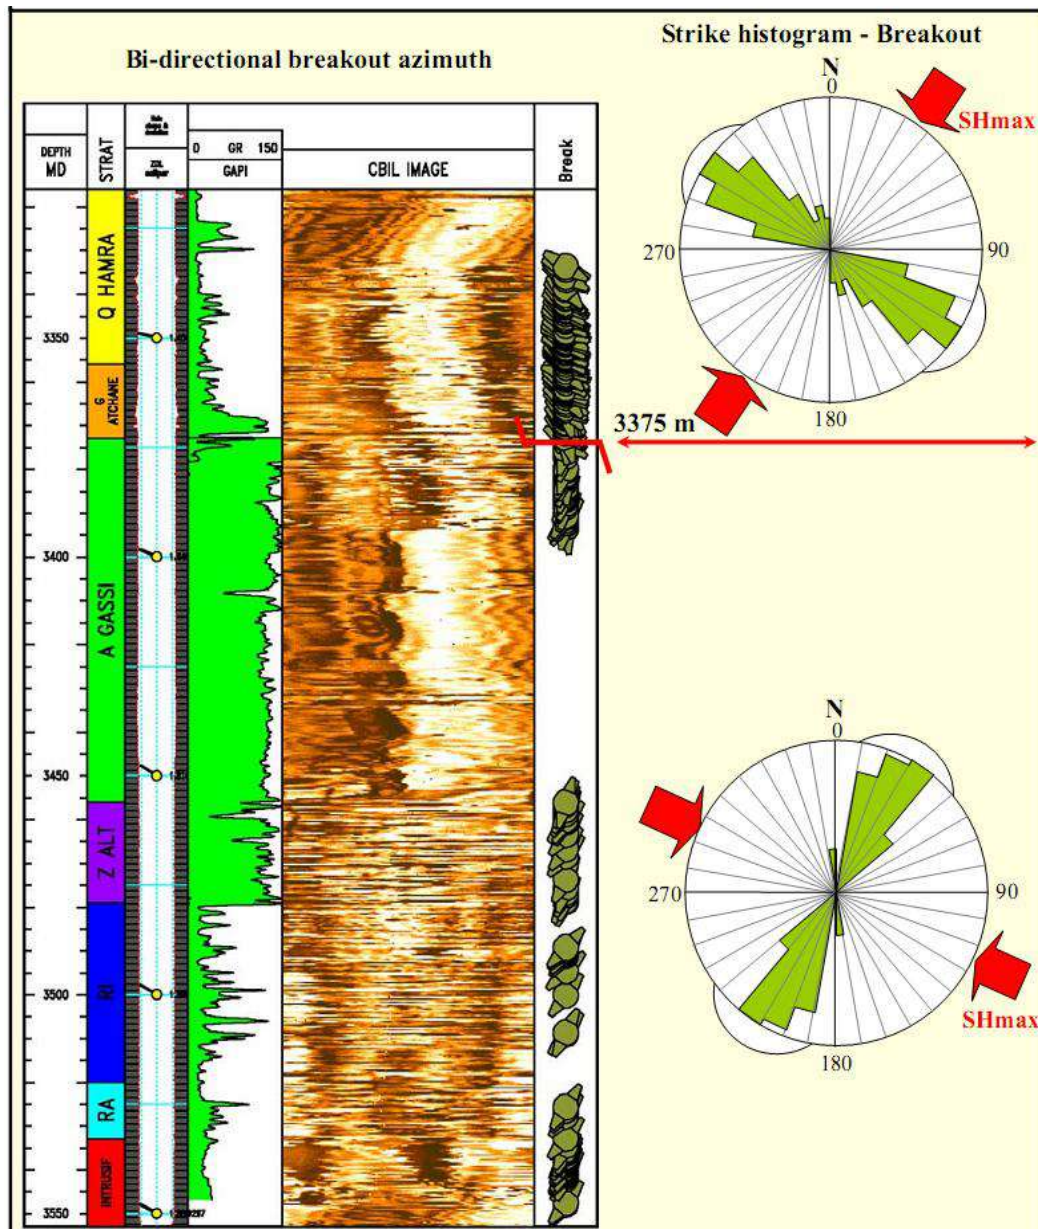 Bi-directional breakout azimuth
Strike histogram - Breakout
N
0
SHmax
270
90
180
DEPTH
MD
STRAT
0 GR 150
GAPI
CBIL IMAGE
Break
Q HAMRA
3350
G
ATCHANE
3375 m
3400
A GASSI
3450
Z ALT
RI
3500
RA
INTRUSIF
3550
N
0
270
90
180
SHmax